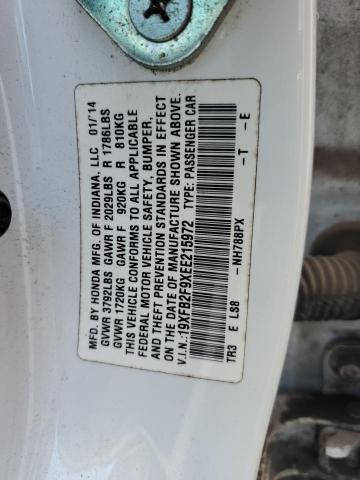 MFD. BY HONDA MFG. OF INDIANA, LLC 01/14
GVWR 3792LBS GAWR F 2029LBS R 1786LBS
GVWR 1720KG GAWR F 920KG R 810KG
THIS VEHICLE CONFORMS TO ALL APPLICABLE
FEDERAL MOTOR VEHICLE SAFETY, BUMPER,
AND THEFT PREVENTION STANDARDS IN EFFECT
ON THE DATE OF MANUFACTURE SHOWN ABOVE.
V.I.N.:19XFB2F9XEE215972 TYPE: PASSENGER CAR
TR3 E LS8 - NH788PX - T - E